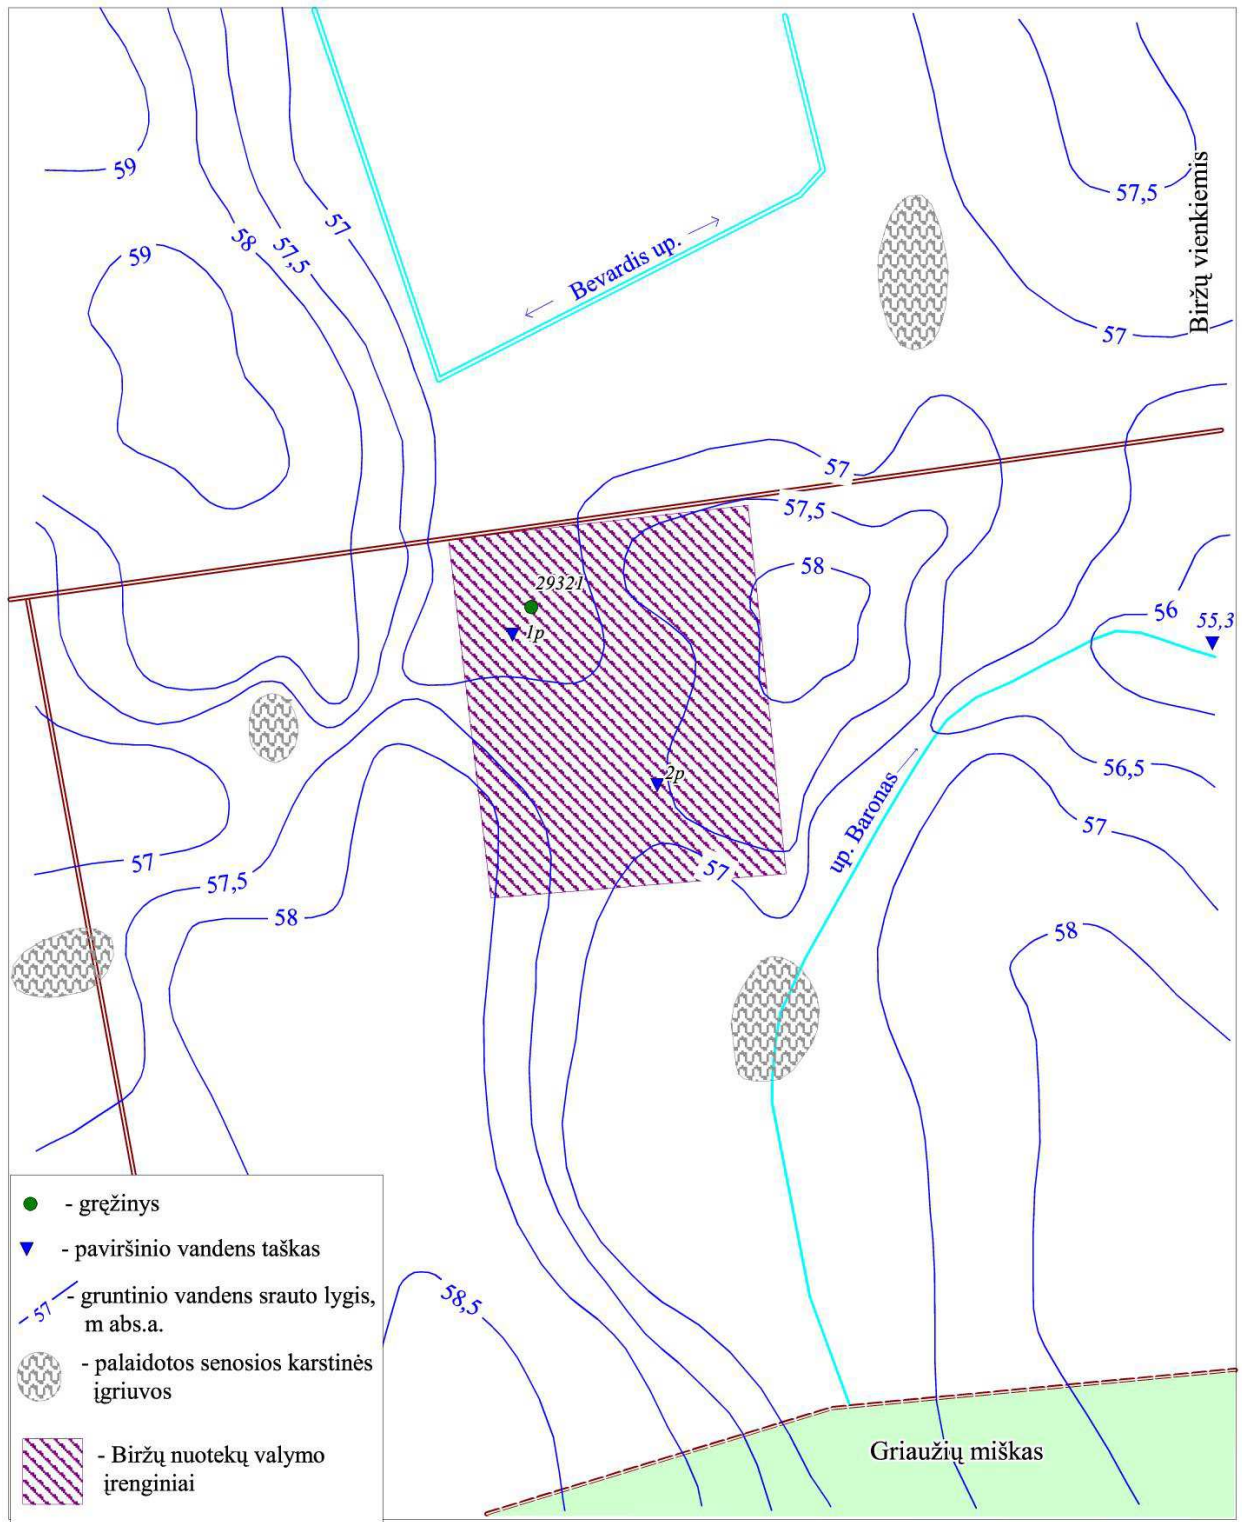 59
57
58
57,5
59
Bevardis up.
57,5
Biržų vienkiemis
57
57
57,5
58
29321
1p
56
55,3
2p
up. Baronas
56,5
57
57
57
57,5
58
58
58,5
- gręžinys
- paviršinio vandens taškas
57
- gruntinio vandens srauto lygis,
m abs.a.
- palaidotos senosios karstinės
įgriuvos
- Biržų nuotekų valymo
įrenginiai
Griaužių miškas